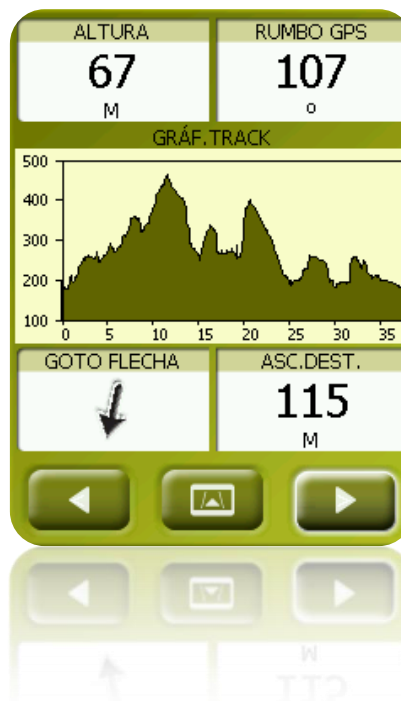 ALTURA
RUMBO GPS
67
107
M
o
GRÁF.TRACK
500
400
300
200
100
0 5 10 15 20 25 30 35
GOTO FLECHA
ASC.DEST.
115
M